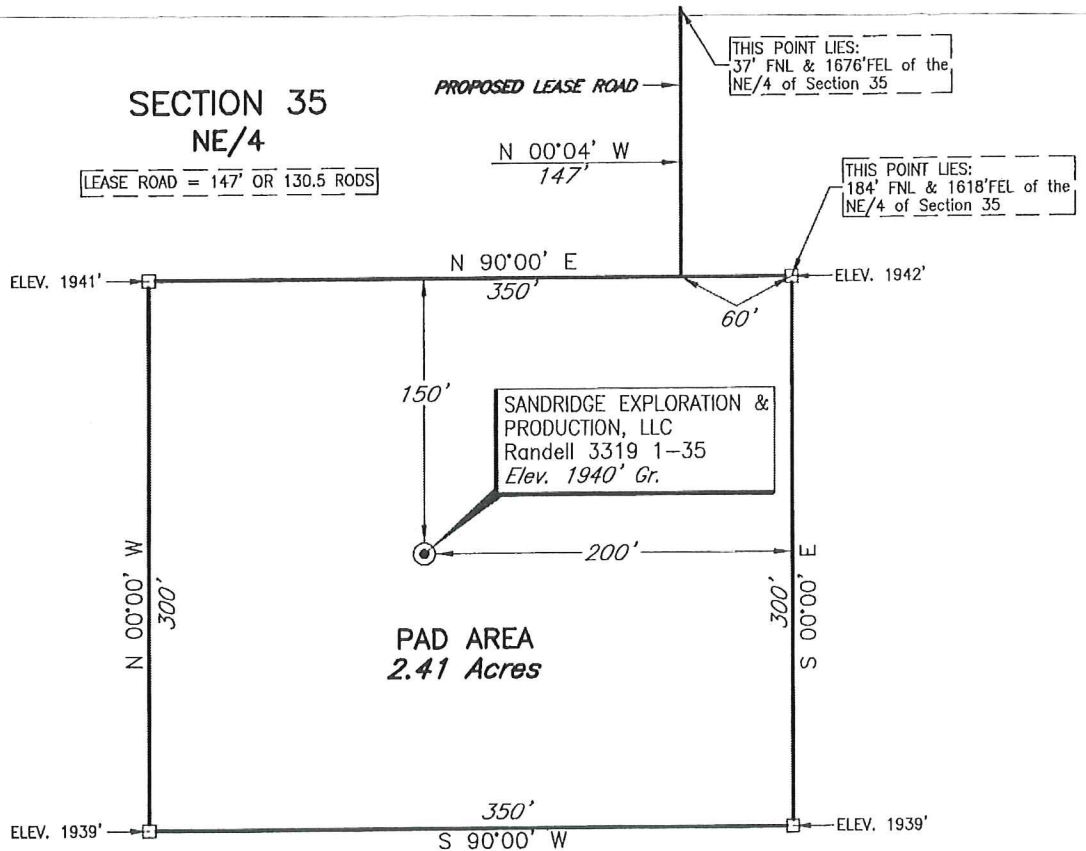 THIS POINT LIES:
37' FNL & 1676'FEL of the
NE/4 of Section 35
PROPOSED LEASE ROAD
SECTION 35
NE/4
LEASE ROAD = 147' OR 130.5 RODS
N 00°04' W
147'
THIS POINT LIES:
184' FNL & 1618'FEL of the
NE/4 of Section 35
ELEV. 1941'
N 90°00' E
350'
ELEV. 1942'
60'
150'
SANDRIDGE EXPLORATION &
PRODUCTION, LLC
Randell 3319 1-35
Elev. 1940' Gr.
200'
N 00°00' W
300'
300'
S 00°00' E
PAD AREA
2.41 Acres
350'
ELEV. 1939'
S 90°00' W
ELEV. 1939'